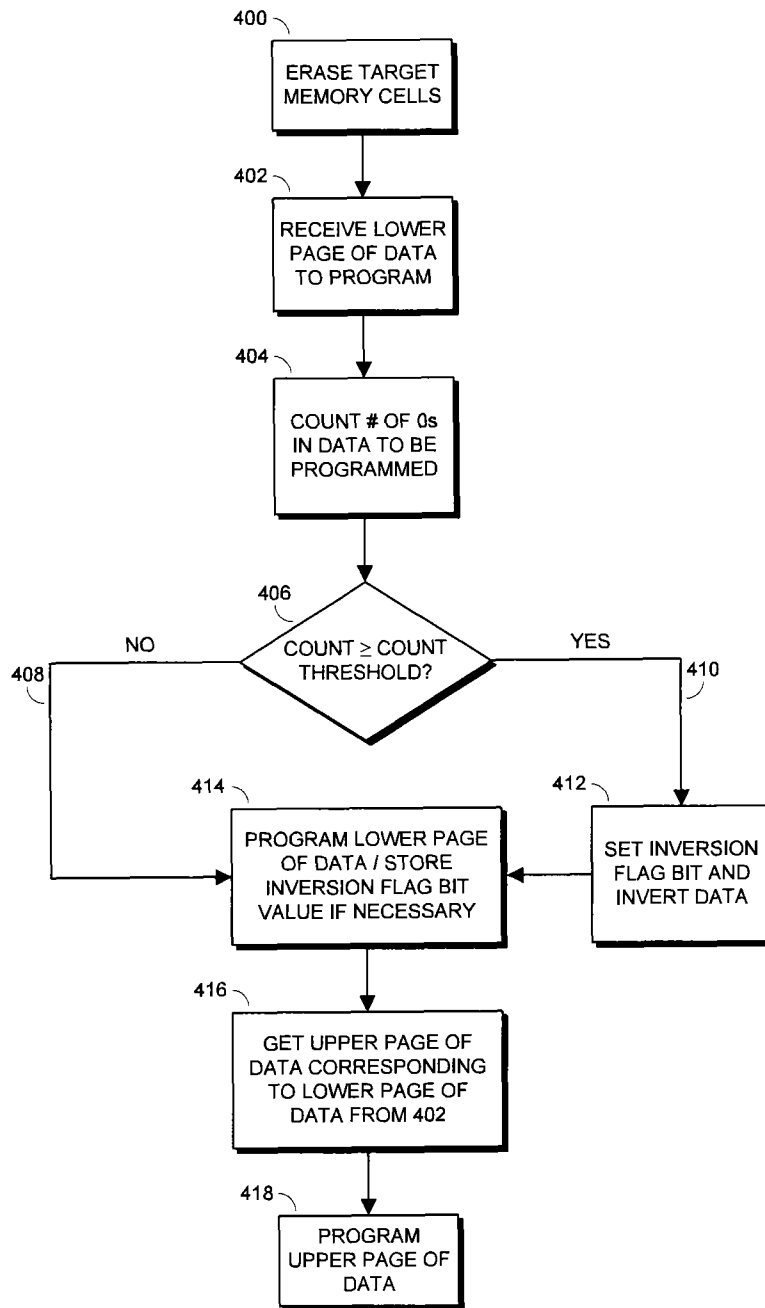 400
ERASE TARGET
MEMORY CELLS
402
RECEIVE LOWER
PAGE OF DATA
TO PROGRAM
404
COUNT # OF 0s
IN DATA TO BE
PROGRAMMED
406
COUNT ≥ COUNT
THRESHOLD?
NO
YES
408
410
414
PROGRAM LOWER PAGE
OF DATA / STORE
INVERSION FLAG BIT
VALUE IF NECESSARY
412
SET INVERSION
FLAG BIT AND
INVERT DATA
416
GET UPPER PAGE OF
DATA CORRESPONDING
TO LOWER PAGE OF
DATA FROM 402
418
PROGRAM
UPPER PAGE OF
DATA